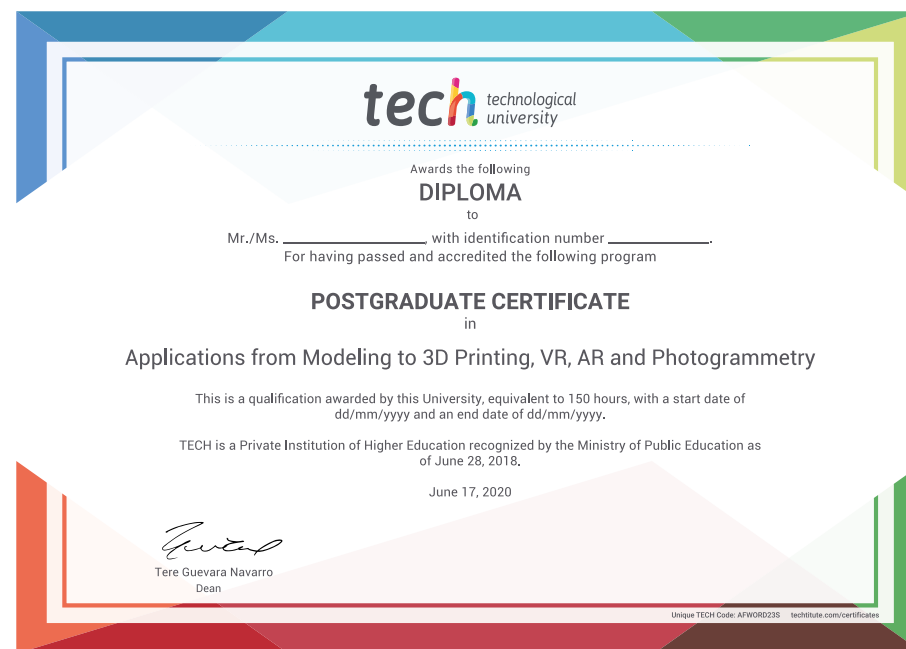 tech technological
university
Awards the following
DIPLOMA
to
Mr./Ms. ____________________, with identification number ______________.
For having passed and accredited the following program
POSTGRADUATE CERTIFICATE
in
Applications from Modeling to 3D Printing, VR, AR and Photogrammetry
This is a qualification awarded by this University, equivalent to 150 hours, with a start date of
dd/mm/yyyy and an end date of dd/mm/yyyy.
TECH is a Private Institution of Higher Education recognized by the Ministry of Public Education as
of June 28, 2018.
June 17, 2020
Tere Guevara Navarro
Dean
Unique TECH Code: AFWORD23S techtitute.com/certificates